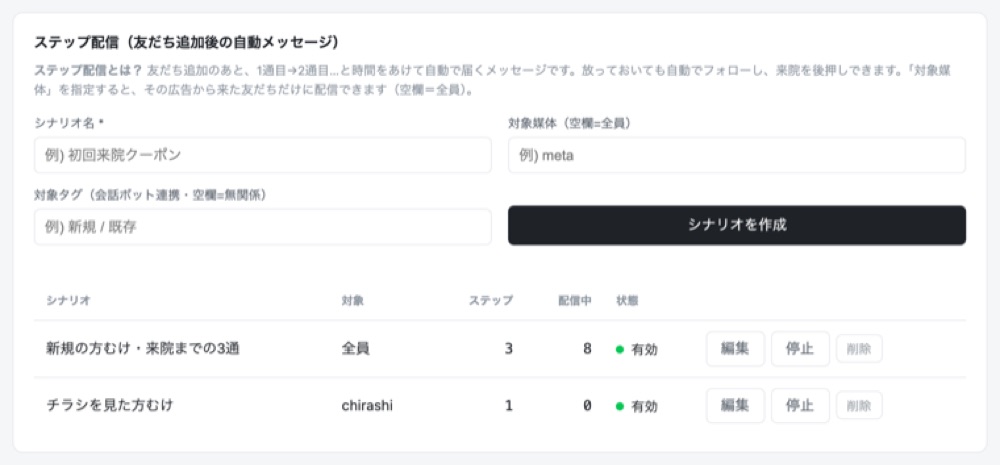 ステップ配信（友だち追加後の自動メッセージ）
ステップ配信とは？ 友だち追加のあと、1通目→2通目...と時間をあけて自動で届くメッセージです。放っておいても自動でフォローし、来院を後押しできます。「対象媒
体」を指定すると、その広告から来た友だちだけに配信できます（空欄＝全員）。
シナリオ名 * 対象媒体（空欄=全員）
例) 初回来院クーポン 例) meta
対象タグ（会話ボット連携・空欄=無関係）
例) 新規 / 既存 シナリオを作成
シナリオ 対象 ステップ 配信中 状態
新規の方むけ・来院までの3通 全員 3 8 有効 編集 停止 削除
チラシを見た方むけ chirashi 1 0 有効 編集 停止 削除